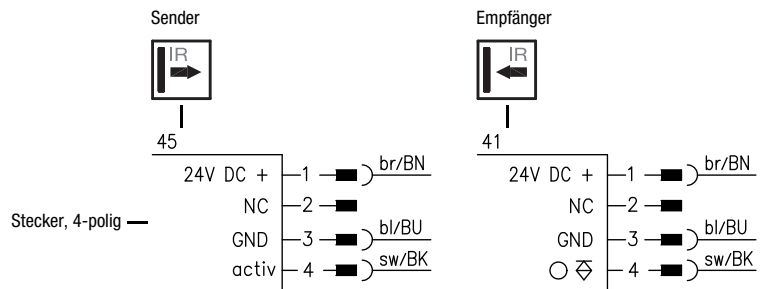 Sender Empfänger
IR IR
45 41
24V DC + 1 br/BN 24V DC + 1 br/BN
NC 2 NC 2
Stecker, 4-polig
GND 3 bl/BU GND 3 bl/BU
activ 4 sw/BK 4 sw/BK